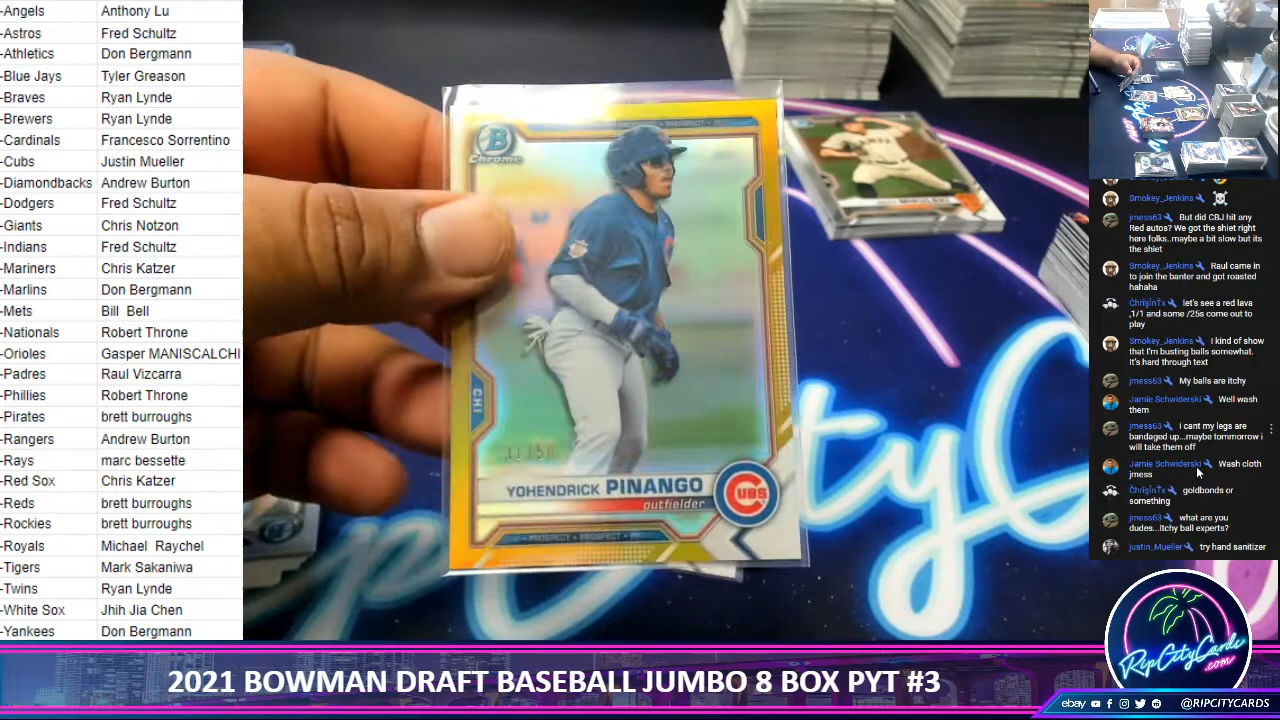 -Angels Anthony Lu
-Astros Fred Schultz
-Athletics Don Bergmann
-Blue Jays Tyler Greason
-Braves Ryan Lynde
-Brewers Ryan Lynde
-Cardinals Francesco Sorrentino
-Cubs Justin Mueller
-Diamondbacks Andrew Burton
-Dodgers Fred Schultz
-Giants Chris Notzon
-Indians Fred Schultz
-Mariners Chris Katzer
-Marlins Don Bergmann
-Mets Bill Bell
-Nationals Robert Throne
-Orioles Gasper MANISCALCHI
-Padres Raul Vizcarra
-Phillies Robert Throne
-Pirates brett burroughs
-Rangers Andrew Burton
-Rays marc bessette
-Red Sox Chris Katzer
-Reds brett burroughs
-Rockies brett burroughs
-Royals Michael Raychel
-Tigers Mark Sakaniwa
-Twins Ryan Lynde
-White Sox Jhih Jia Chen
-Yankees Don Bergmann
B
Chrome
CHI
YOHENDRICK PINANGO
outfielder
CUBS
PROSPECT • PROSPECT
ty
Smokey_Jenkins
Smokey_Jenkins
jmess63 But did CBJ hit any
Red autos? We got the shiet right
here folks..maybe a bit slow but its
the shiet
Smokey_Jenkins Raul came in
to join the banter and got roasted
hahaha
Chrïşîn†x let's see a red lava
,1/1 and some /25s come out to
play
Smokey_Jenkins I kind of show
that I'm busting balls somewhat.
It's hard through text
jmess63 My balls are itchy
Jamie Schwiderski Well wash
them
jmess63 i cant my legs are
bandaged up...maybe tommorrow i
will take them off
Jamie Schwiderski Wash cloth
jmess
Chrïşîn†x goldbonds or
something
jmess63 what are you
dudes...itchy ball experts?
justin_Mueller try hand sanitizer
RipCityCards
.com
2021 BOWMAN DRAFT BASEBALL JUMBO 8 BOX PYT #3
ebay @RIPCITYCARDS